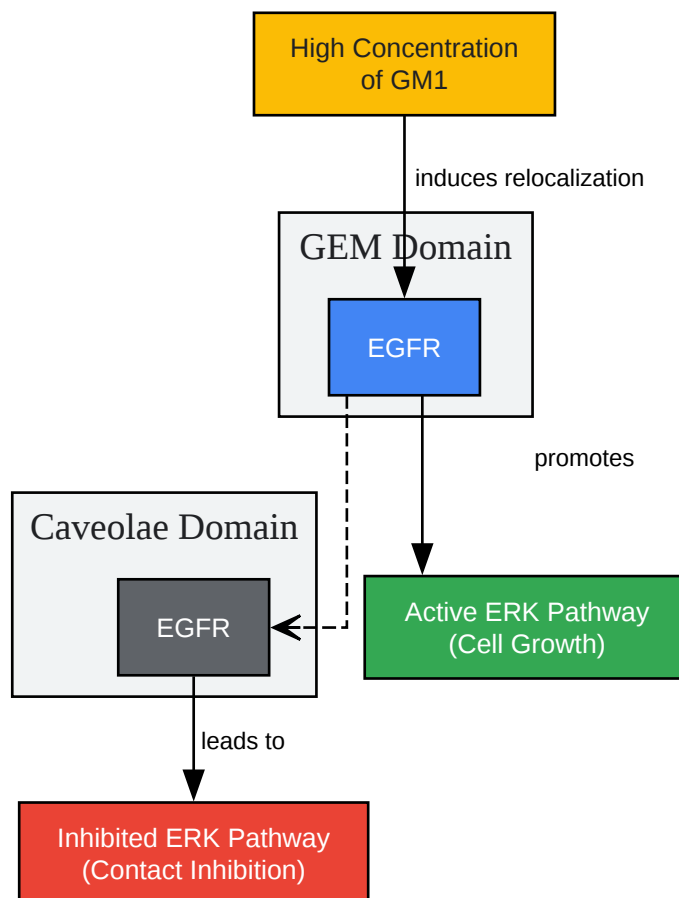 High Concentration
of GM1
induces relocalization
GEM Domain
EGFR
promotes
Caveolae Domain
EGFR
Active ERK Pathway
(Cell Growth)
leads to
Inhibited ERK Pathway
(Contact Inhibition)